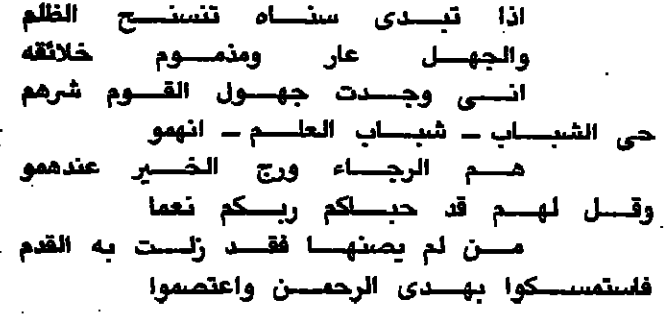 اذا تبدى سناه تنسنح الظلم
والجهل عار ومذموم خلائقه
انى وجدت جهول القوم شرهم
حى الشباب – شباب العلم – انهمو
هم الرجاء ورج الخير عندهمو
وقل لهم قد حباكم ربكم نعما
من لم يصنها فقد زلت به القدم
فاستمسكوا بهدى الرحمن واعتصموا